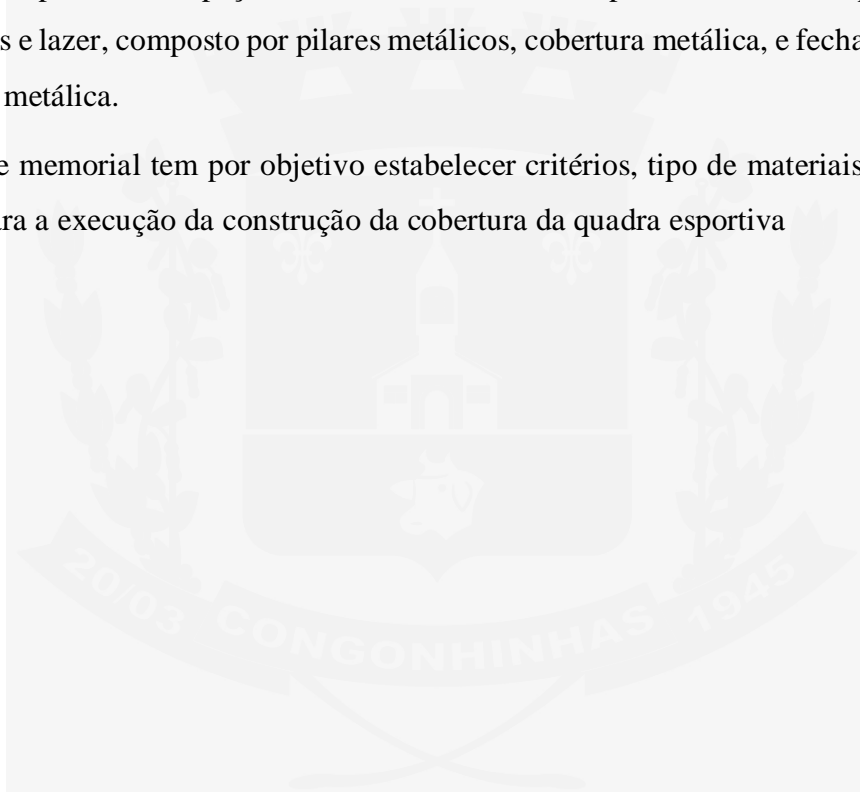 s e lazer, composto por pilares metálicos, cobertura metálica, e fecha
metálica.
e memorial tem por objetivo estabelecer critérios, tipo de materiais
ra a execução da construção da cobertura da quadra esportiva
20/03 CONGONHINHAS 1945